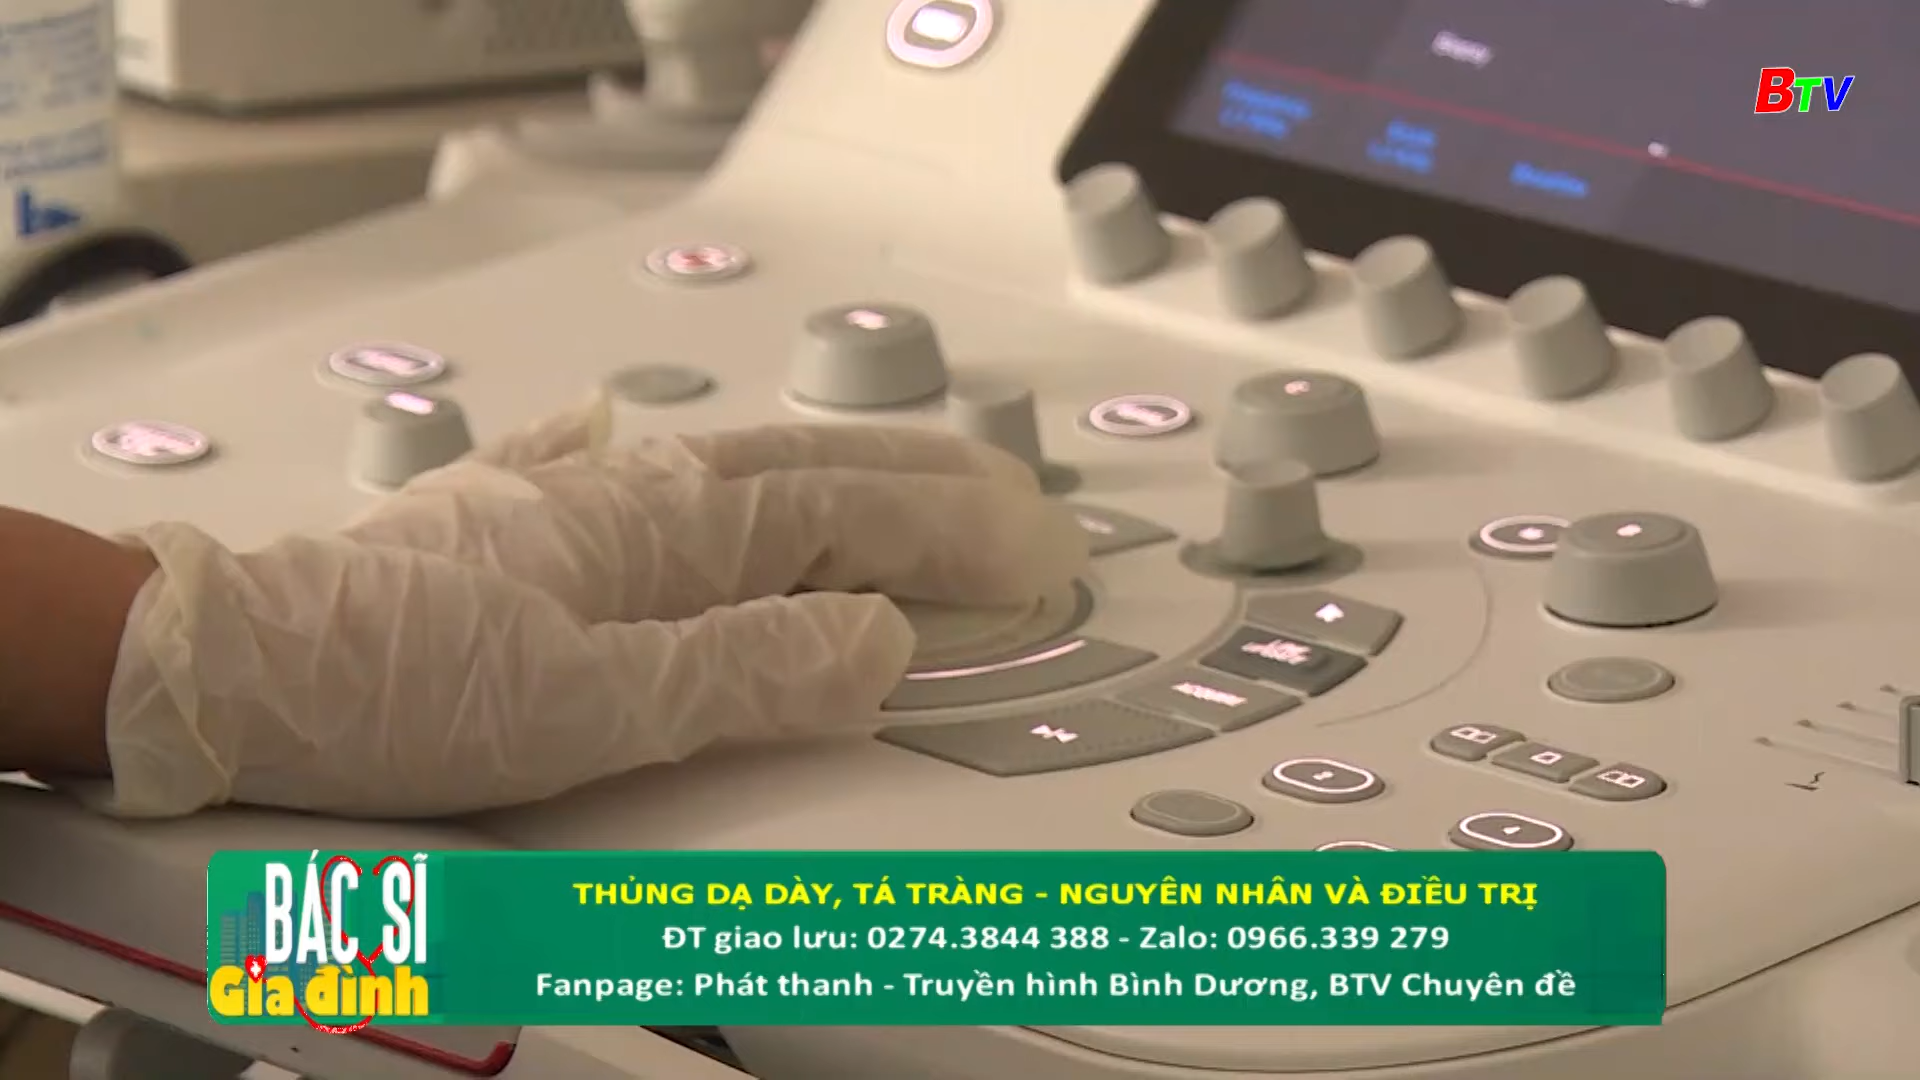 BTV
BÁC SĨ
Gia đình
THỦNG DẠ DÀY, TÁ TRÀNG - NGUYÊN NHÂN VÀ ĐIỀU TRỊ
ĐT giao lưu: 0274.3844 388 - Zalo: 0966.339 279
Fanpage: Phát thanh - Truyền hình Bình Dương, BTV Chuyên đề